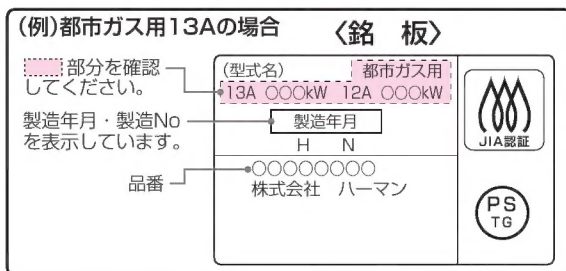 (例)都市ガス用13Aの場合
〈銘 板〉
部分を確認
してください。
製造年月・製造No
を表示しています。
品番
(型式名)
都市ガス用
13A ○○○kW 12A ○○○kW
製造年月
H N
○○○○○○○○
株式会社 ハーマン
JIA認証
PS
TG